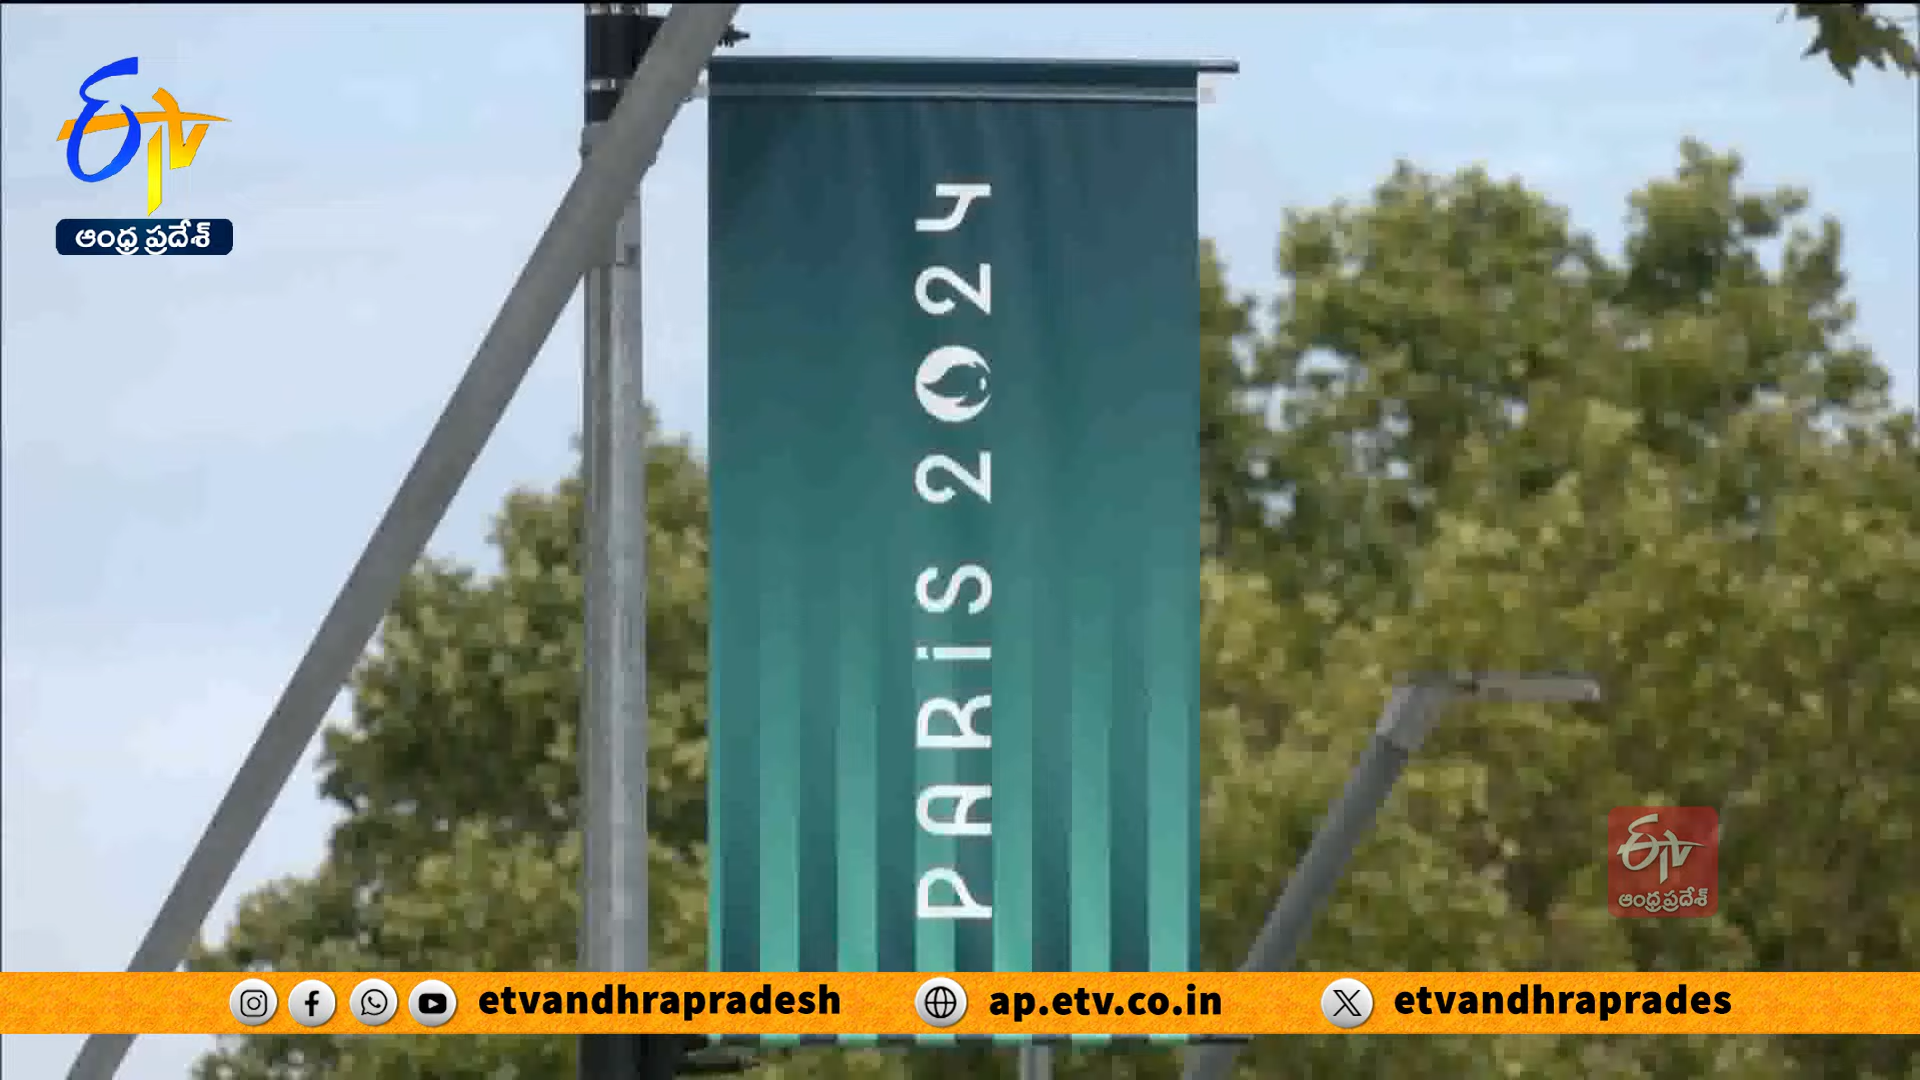 ETV
ఆంధ్ర ప్రదేశ్
PARiS 2024
ETV
ఆంధ్రప్రదేశ్
etvandhrapradesh
ap.etv.co.in
etvandhraprades